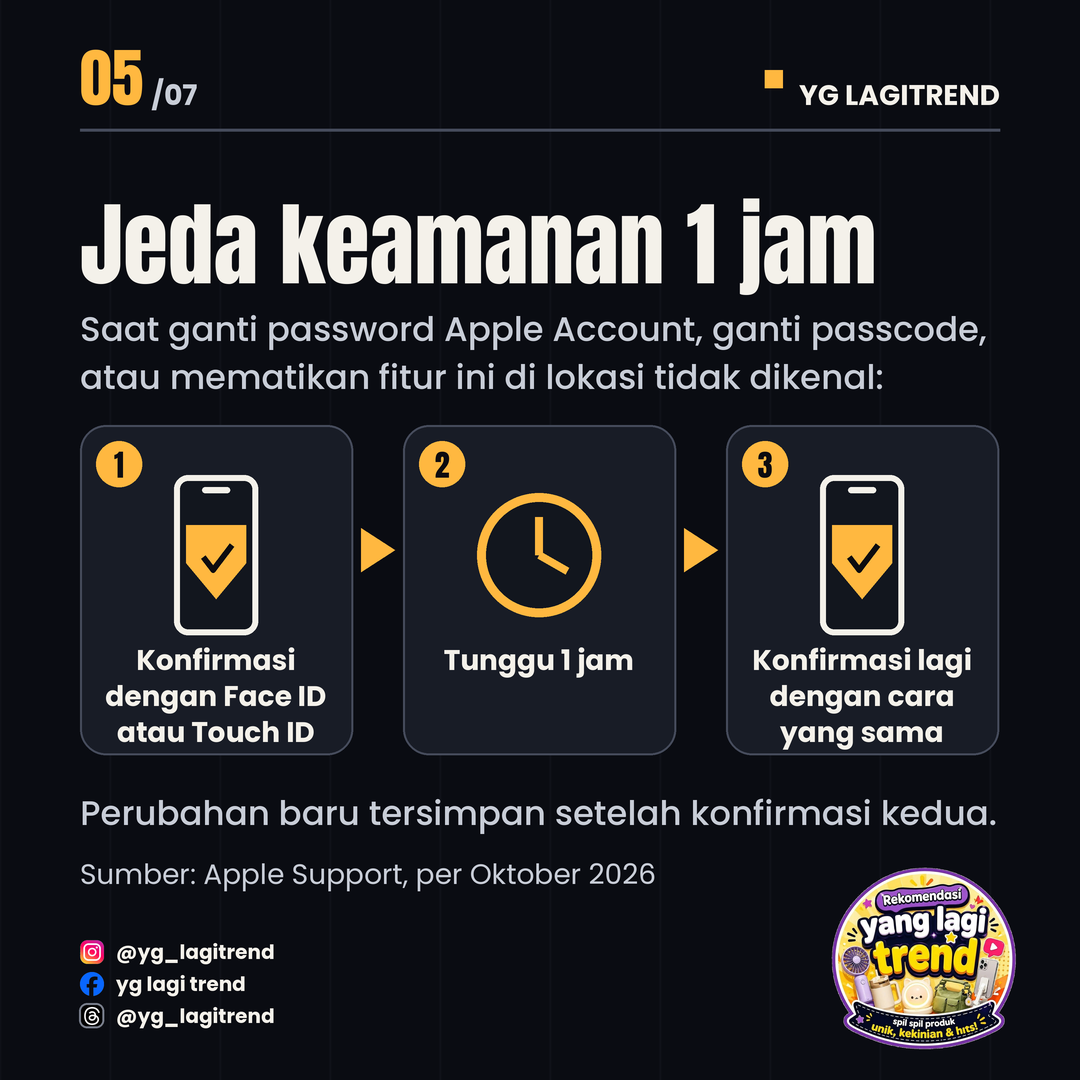 05 /07
YG LAGITREND
Jeda keamanan 1 jam
Saat ganti password Apple Account, ganti passcode,
atau mematikan fitur ini di lokasi tidak dikenal:
1
Konfirmasi
dengan Face ID
atau Touch ID
2
Tunggu 1 jam
3
Konfirmasi lagi
dengan cara
yang sama
Perubahan baru tersimpan setelah konfirmasi kedua.
Sumber: Apple Support, per Oktober 2026
@yg_lagitrend
yg lagi trend
@yg_lagitrend
Rekomendasi
yang lagi
trend
spil spil produk
unik, kekinian & hits!